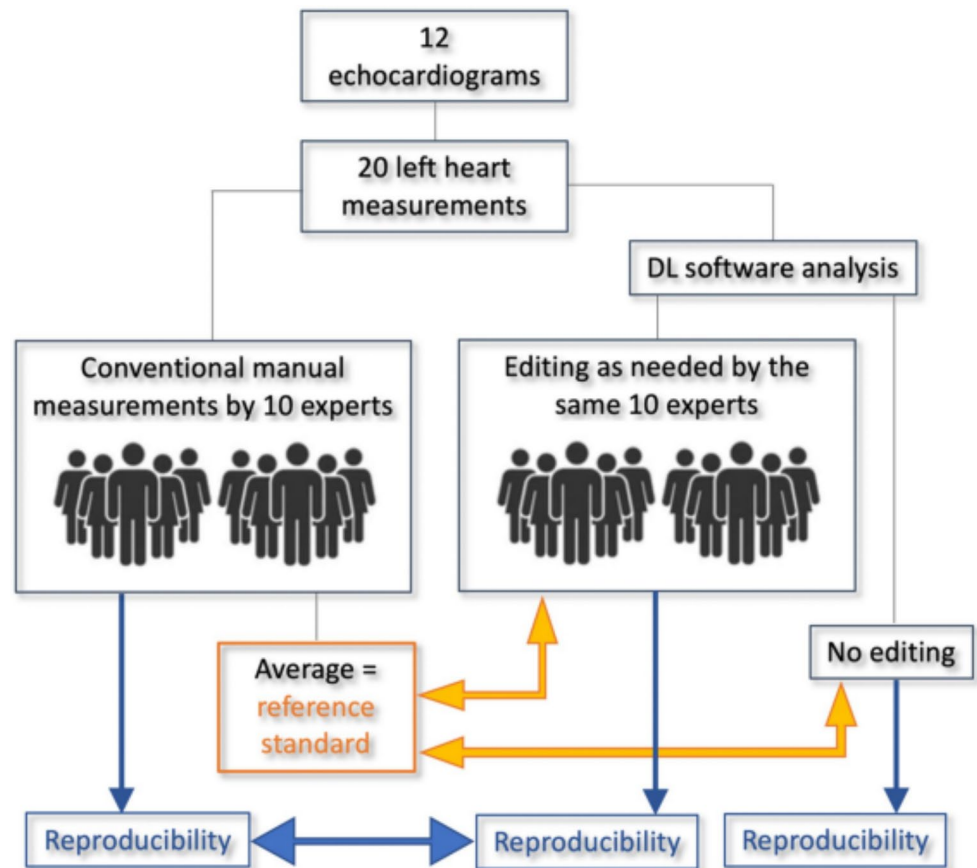 12
echocardiograms
20 left heart
measurements
DL software analysis
Conventional manual
measurements by 10 experts
Editing as needed by the
same 10 experts
Average =
reference
standard
No editing
Reproducibility
Reproducibility
Reproducibility